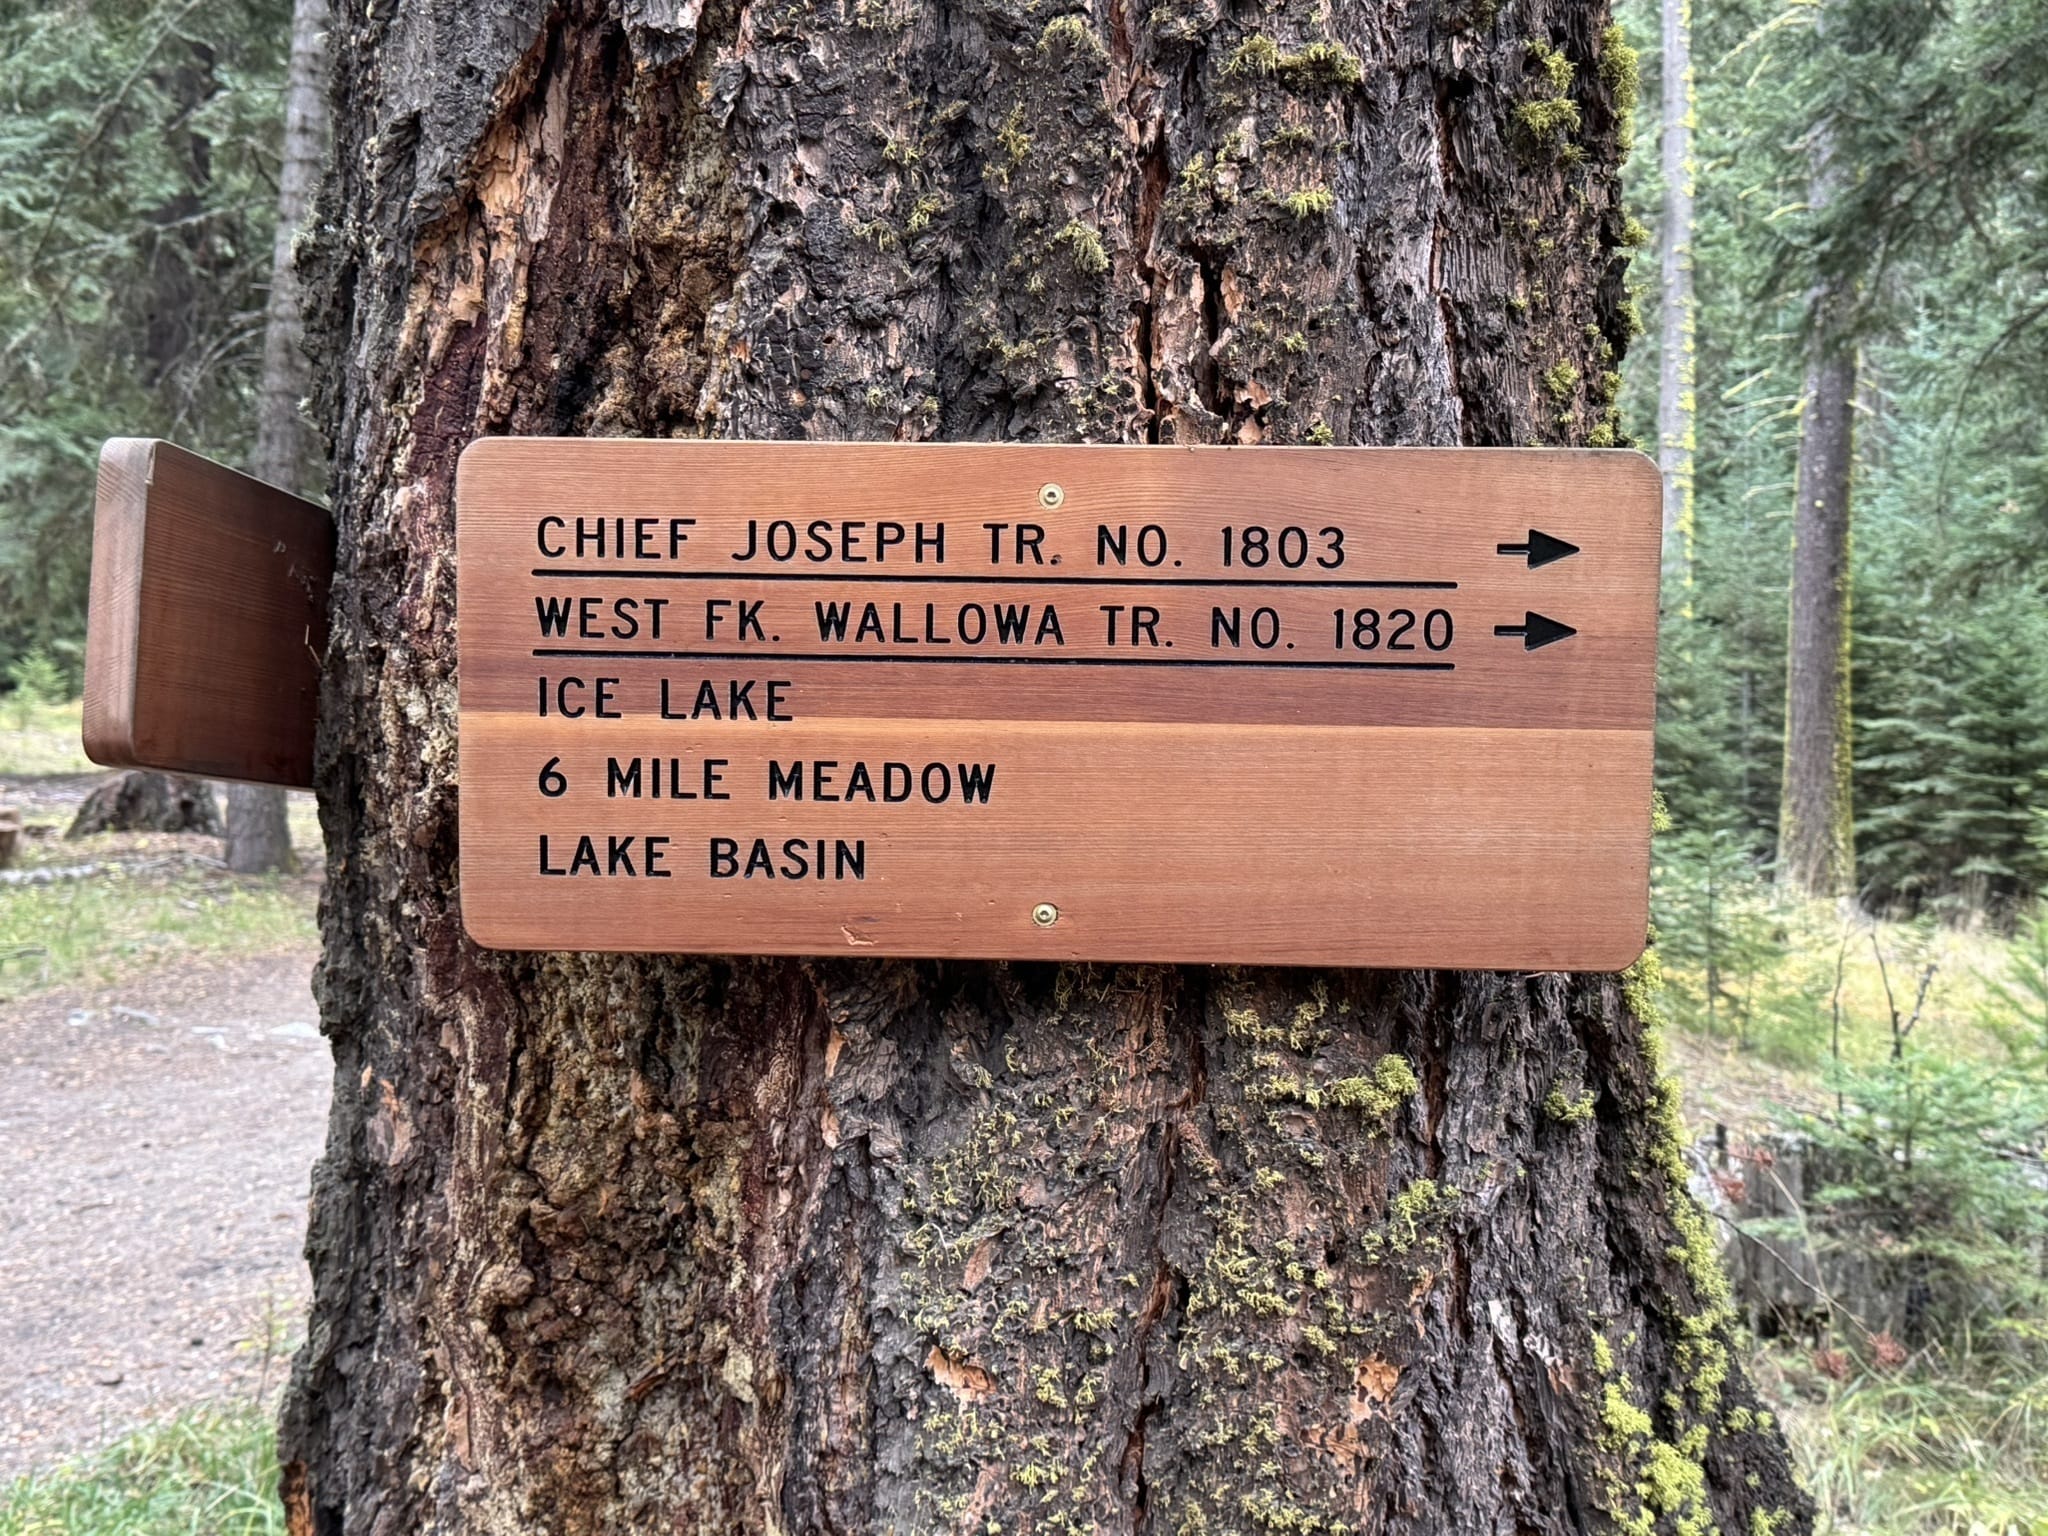 CHIEF JOSEPH TR. NO. 1803
WEST FK. WALLOWA TR. NO. 1820
ICE LAKE
6 MILE MEADOW
LAKE BASIN